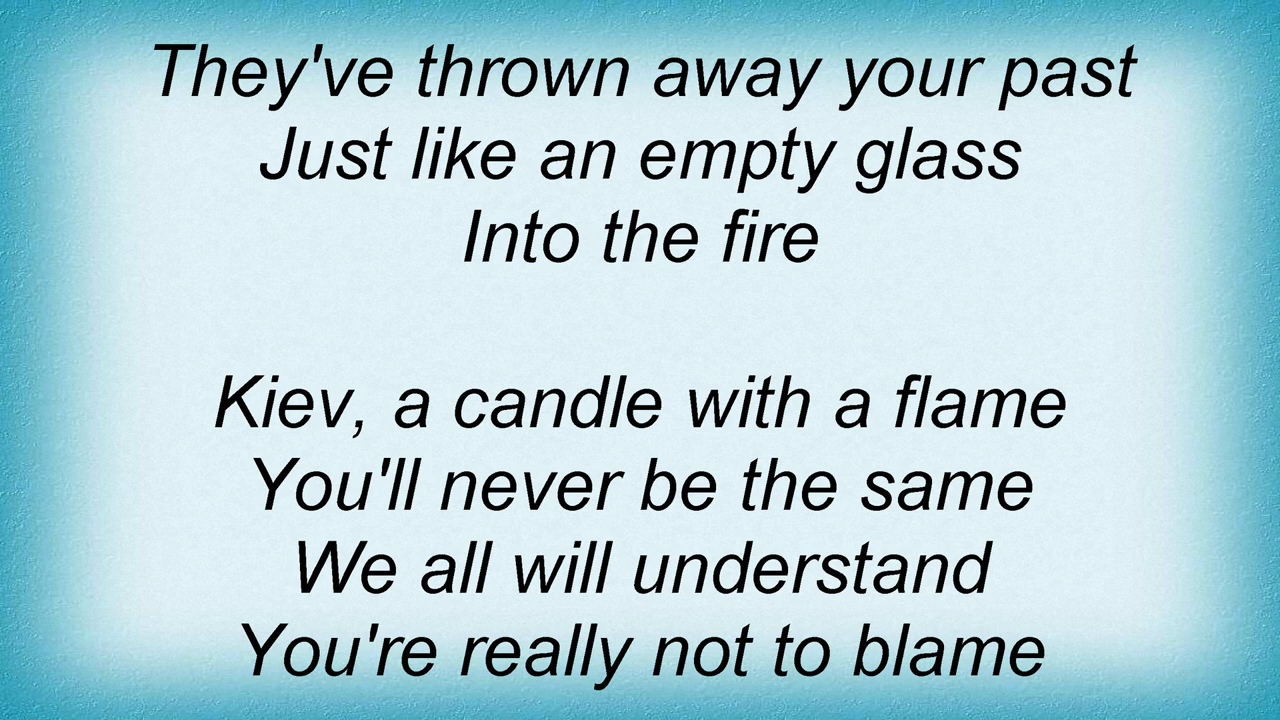 They've thrown away your past
Just like an empty glass
Into the fire
Kiev, a candle with a flame
You'll never be the same
We all will understand
You're really not to blame